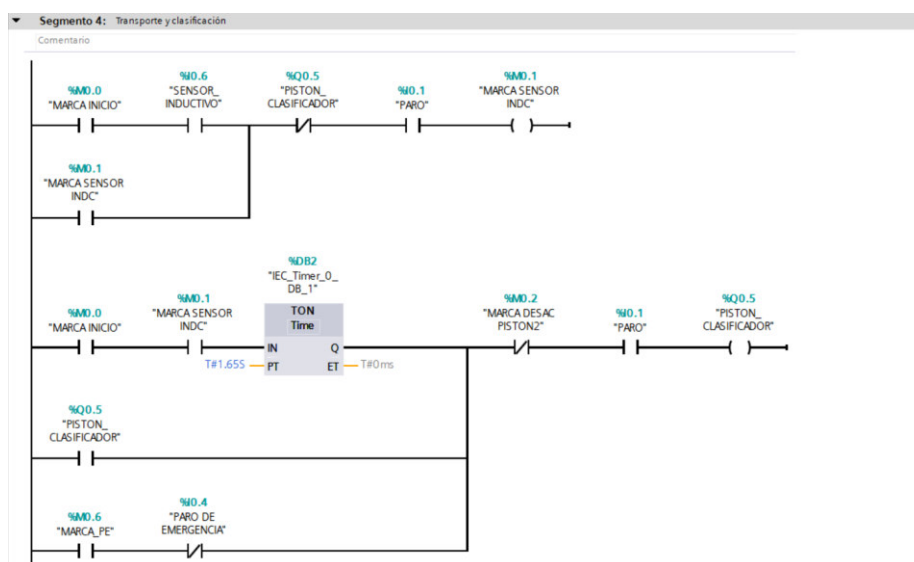 Segmento 4: Transporte y clasificación
Comentario
%M0.0
"MARCA INICIO"
%I0.6
"SENSOR_
INDUCTIVO"
%Q0.5
"PISTON_
CLASIFICADOR"
%I0.1
"PARO"
%M0.1
"MARCA SENSOR
INDC"
%M0.1
"MARCA SENSOR
INDC"
%DB2
"IEC_Timer_0_
DB_1"
%M0.0
"MARCA INICIO"
%M0.1
"MARCA SENSOR
INDC"
TON
Time
IN
Q
T#1.65S
PT
ET
T#0ms
%M0.2
"MARCA DESAC
PISTON2"
%I0.1
"PARO"
%Q0.5
"PISTON_
CLASIFICADOR"
%Q0.5
"PISTON_
CLASIFICADOR"
%M0.6
"MARCA_PE"
%I0.4
"PARO DE
EMERGENCIA"